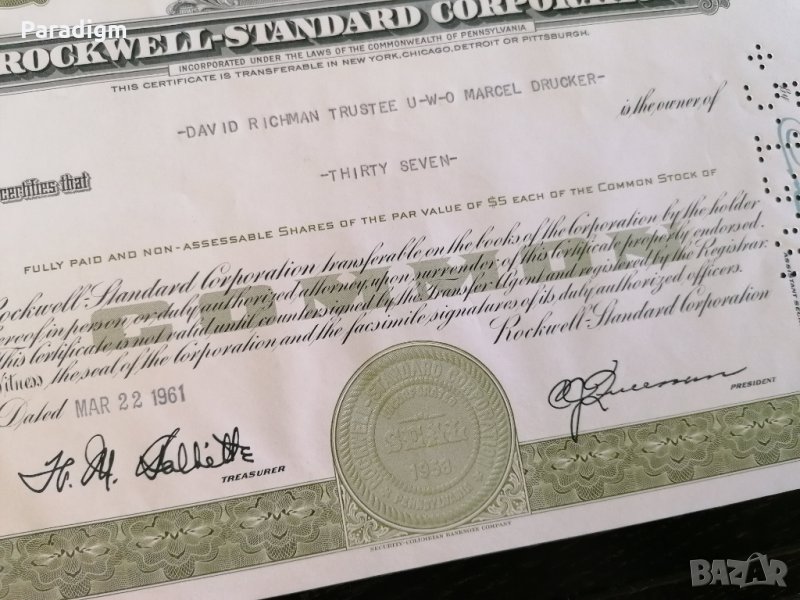 Paradigm
ROCKWELL-STANDARD CORPORA
INCORPORATED UNDER THE LAWS OF THE COMMONWEALTH OF PENNSYLVANIA
THIS CERTIFICATE IS TRANSFERABLE IN NEW YORK, CHICAGO, DETROIT OR PITTSBURGH.
-DAVID RICHMAN TRUSTEE U-W-O MARCEL DRUCKER-
is the owner of
certifies that
-THIRTY SEVEN-
FULLY PAID AND NON-ASSESSABLE SHARES OF THE PAR VALUE OF $5 EACH OF THE COMMON STOCK OF
COMMON
Rockwell-Standard Corporation transferable on the books of the Corporation by the holder
hereof, in person or duly authorized attorney, upon surrender of this Certificate properly endorsed.
This Certificate is not valid until countersigned by the Transfer Agent and registered by the Registrar.
Witness the seal of the Corporation and the facsimile signatures of its duly authorized officers.
Rockwell-Standard Corporation
Dated MAR 22 1961
PRESIDENT
TREASURER
SEAL
PENNSYLVANIA
SECURITY-COLUMBIAN BANKNOTE COMPANY
BAZAR